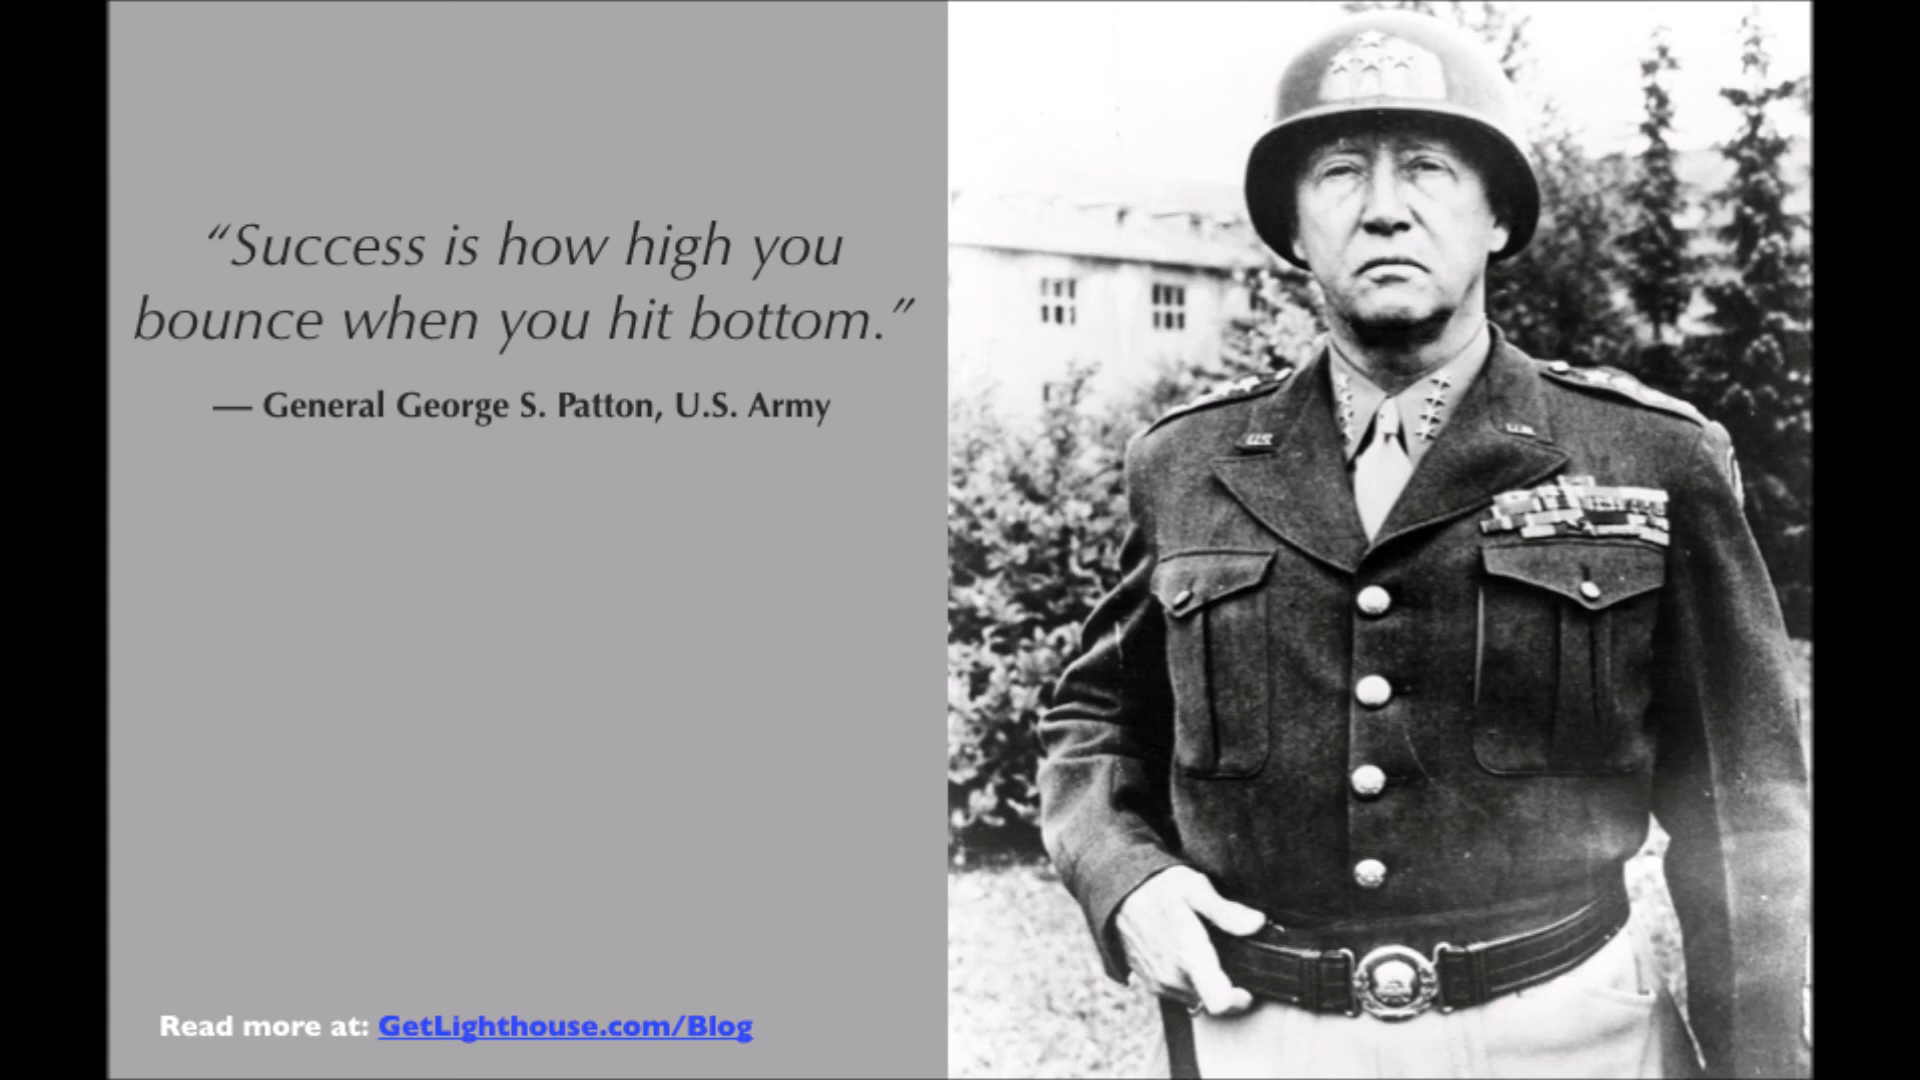 “Success is how high you
bounce when you hit bottom.”
— General George S. Patton, U.S. Army
U.S.
U.S.
Read more at: GetLighthouse.com/Blog